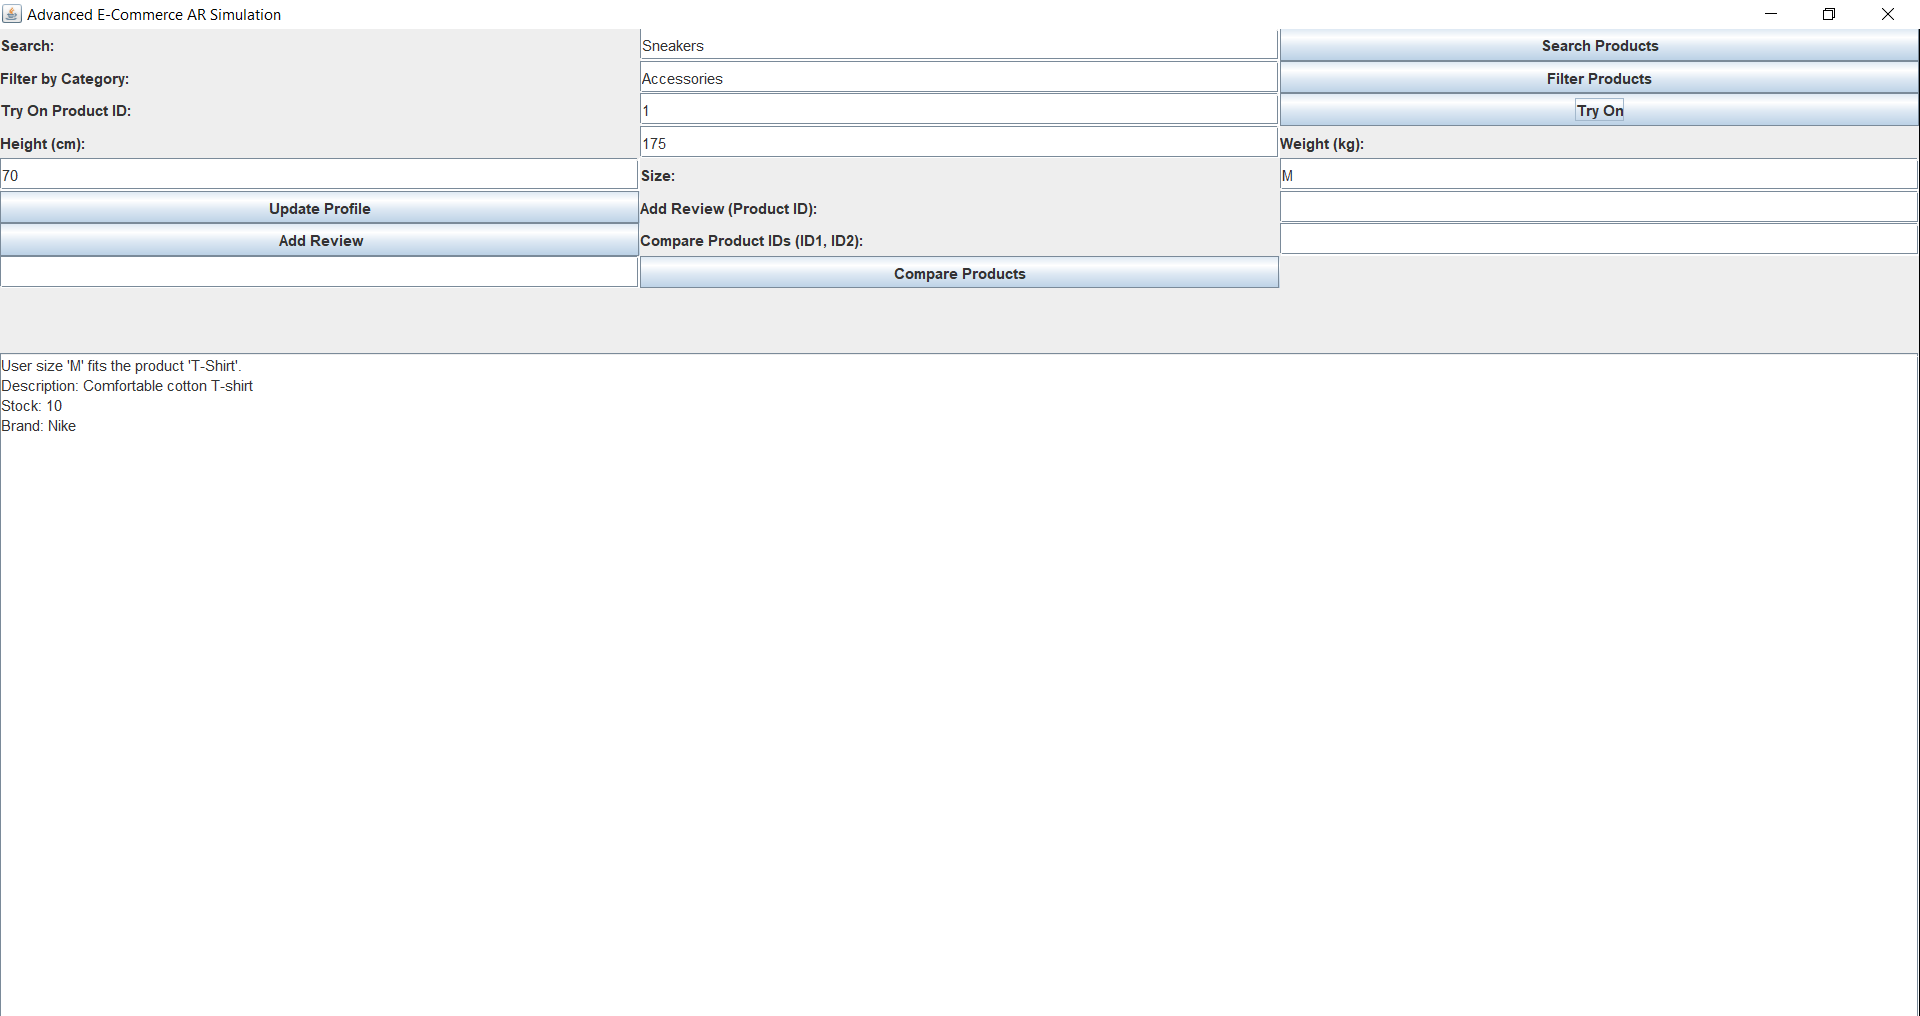 Advanced E-Commerce AR Simulation
Search: Sneakers Search Products
Filter by Category: Accessories Filter Products
Try On Product ID: 1 Try On
Height (cm): 175 Weight (kg):
70 Size: M
Update Profile Add Review (Product ID):
Add Review Compare Product IDs (ID1, ID2):
Compare Products
User size 'M' fits the product 'T-Shirt'.
Description: Comfortable cotton T-shirt
Stock: 10
Brand: Nike